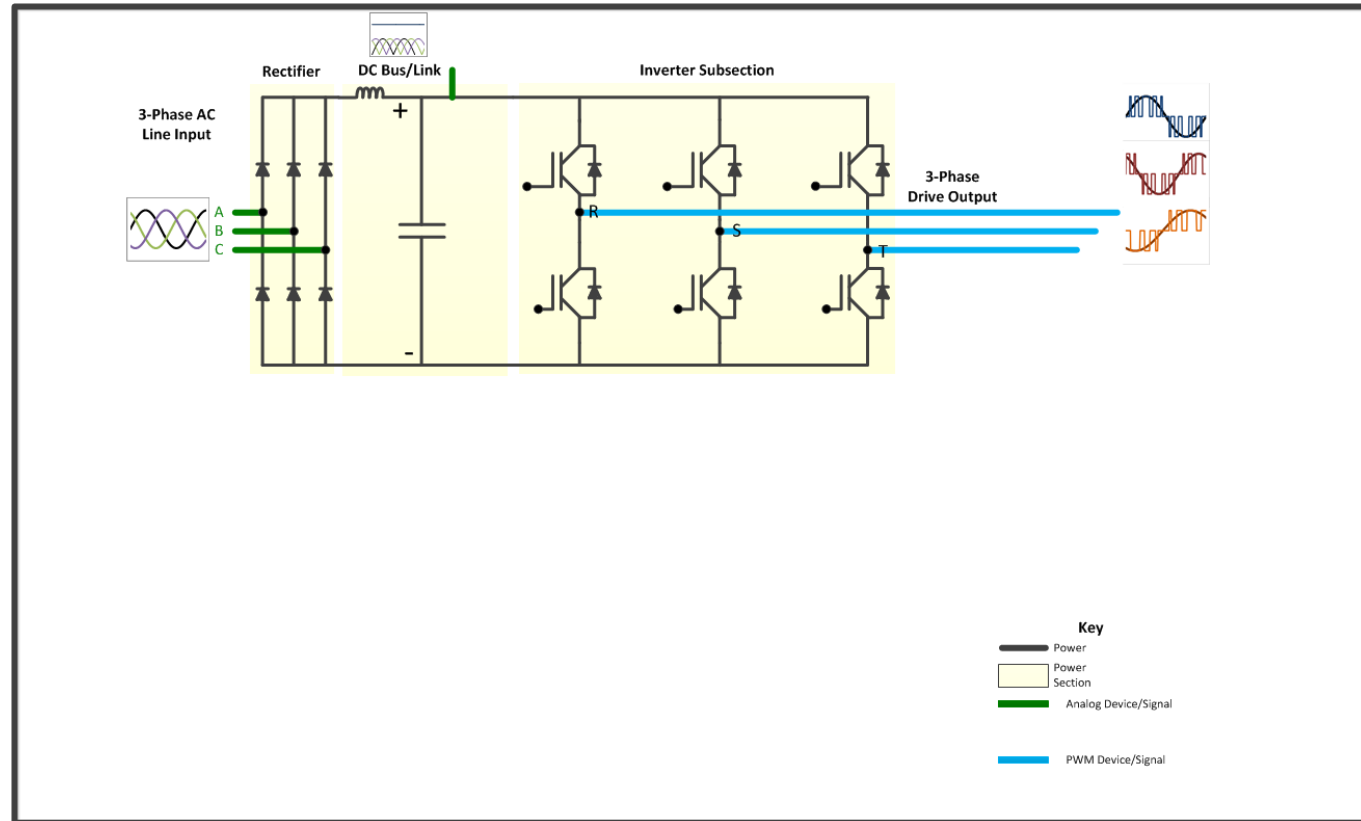 Rectifier
DC Bus/Link
Inverter Subsection
3-Phase AC
Line Input
+
A
B
C
-
R
S
T
3-Phase
Drive Output
Key
Power
Power
Section
Analog Device/Signal
PWM Device/Signal